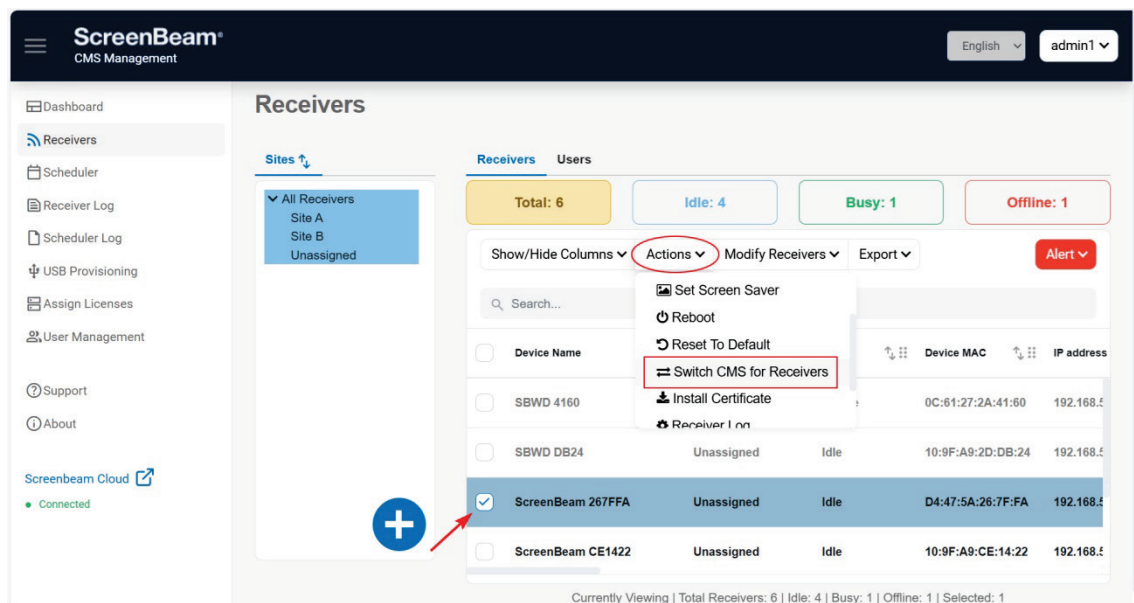 ScreenBeam®
CMS Management
English
admin1
Dashboard
Receivers
Scheduler
Receiver Log
Scheduler Log
USB Provisioning
Assign Licenses
User Management
Support
About
Screenbeam Cloud
Connected
Receivers
Sites
All Receivers
Site A
Site B
Unassigned
Receivers Users
Total: 6 Idle: 4 Busy: 1 Offline: 1
Show/Hide Columns Actions Modify Receivers Export Alert
Search...
Set Screen Saver
Reboot
Reset To Default
Switch CMS for Receivers
Install Certificate
Receiver Log
Device Name Device MAC IP address
SBWD 4160 0C:61:27:2A:41:60 192.168.5
SBWD DB24 Unassigned Idle 10:9F:A9:2D:DB:24 192.168.5
ScreenBeam 267FFA Unassigned Idle D4:47:5A:26:7F:FA 192.168.5
ScreenBeam CE1422 Unassigned Idle 10:9F:A9:CE:14:22 192.168.5
Currently Viewing | Total Receivers: 6 | Idle: 4 | Busy: 1 | Offline: 1 | Selected: 1